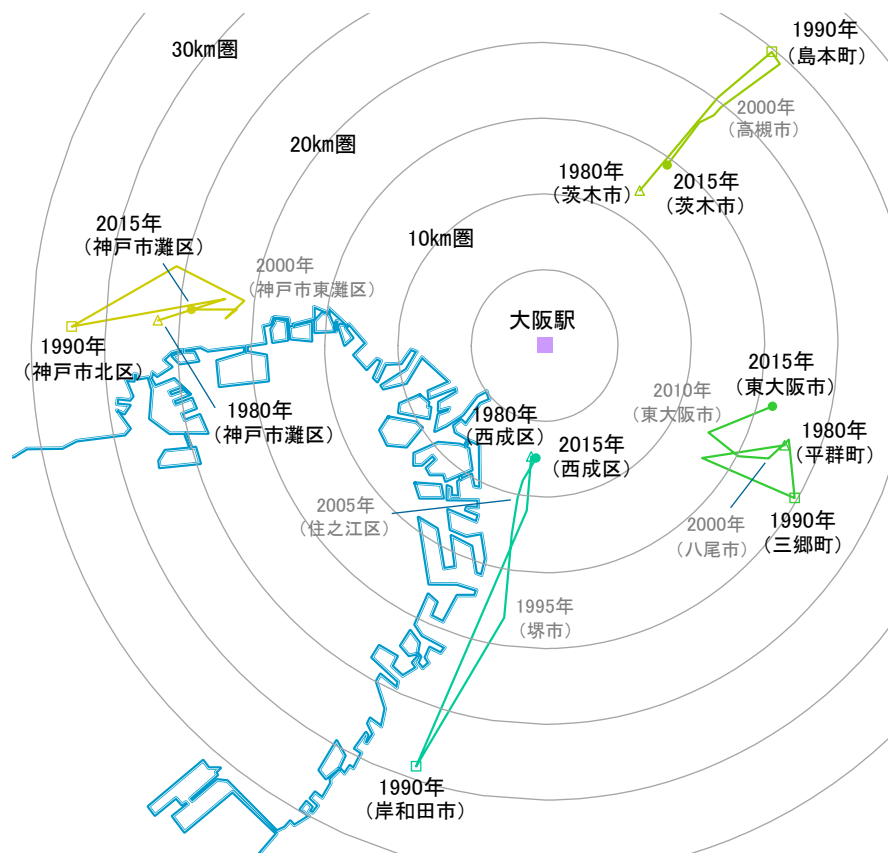 1990年
（島本町）
30km圏
2000年
（高槻市）
20km圏
1980年
（茨木市）
2015年
（茨木市）
2015年
（神戸市灘区）
10km圏
2000年
（神戸市東灘区）
大阪駅
1990年
（神戸市北区）
2015年
（東大阪市）
2010年
（東大阪市）
1980年
（神戸市灘区）
1980年
（西成区）
1980年
（平群町）
2015年
（西成区）
2005年
（住之江区）
2000年
（八尾市）
1990年
（三郷町）
1995年
（堺市）
1990年
（岸和田市）